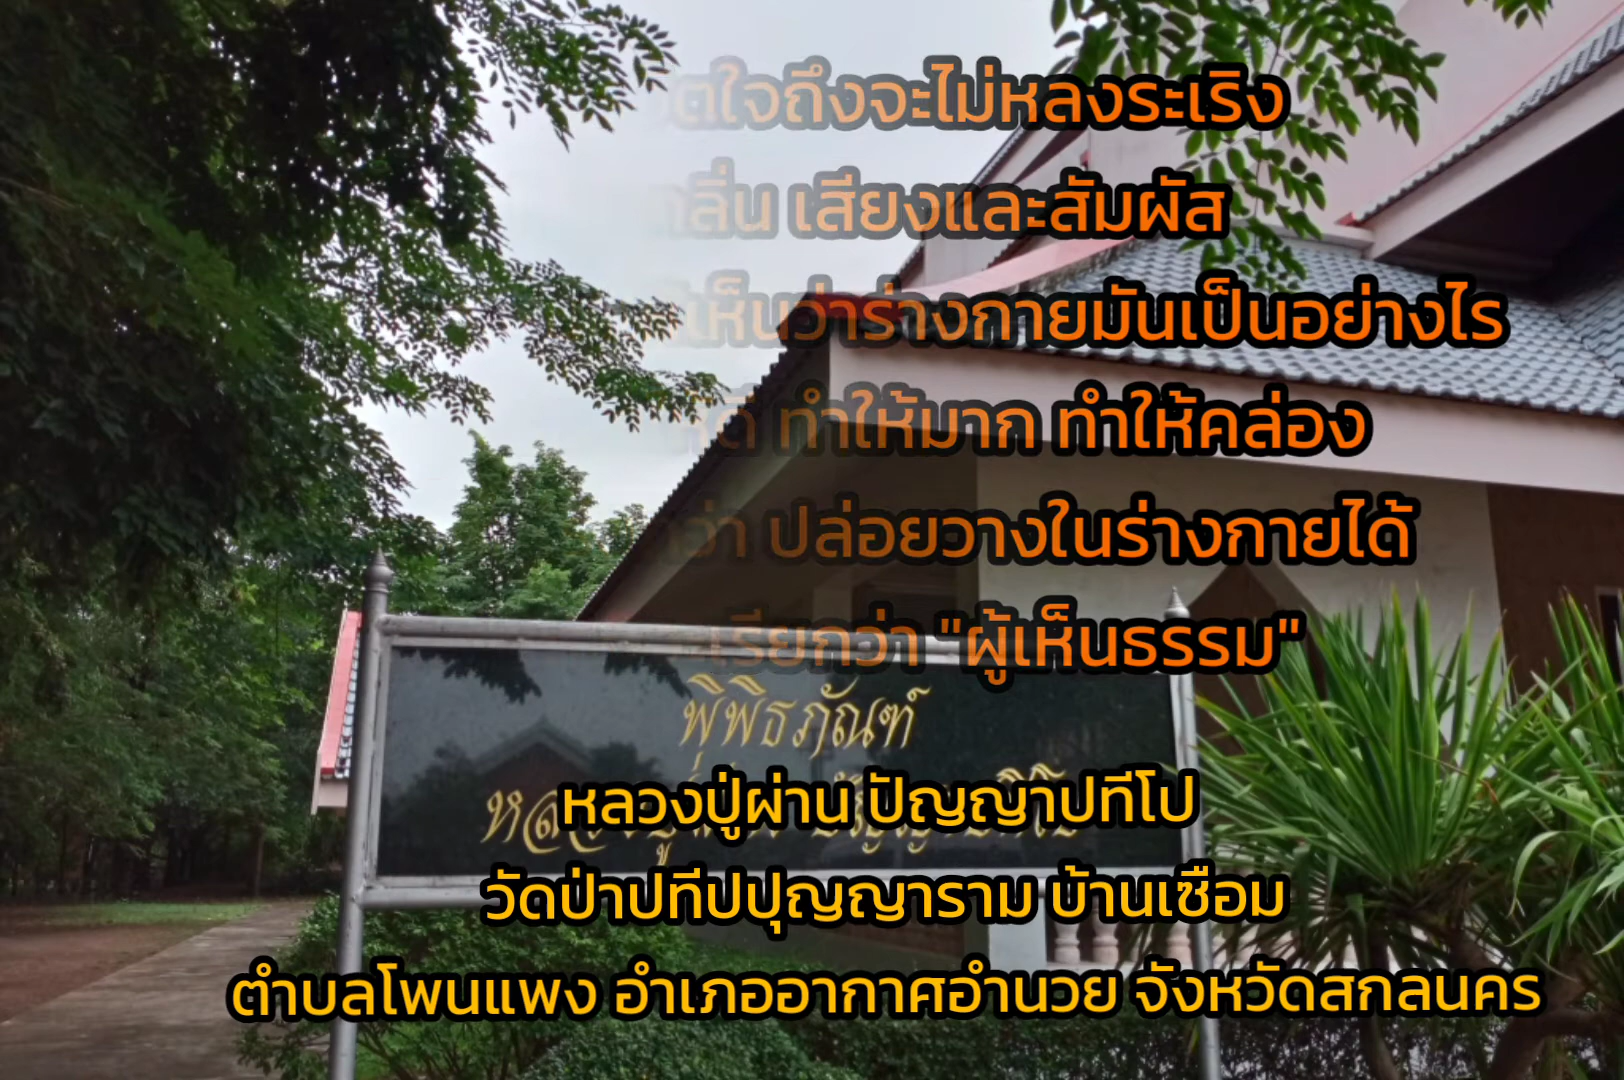 ใจถึงจะไม่หลงระเริง
กลิ่น เสียงและสัมผัส
เห็นว่าร่างกายมันเป็นอย่างไร
ทำให้มาก ทำให้คล่อง
ปล่อยวางในร่างกายได้
เรียกว่า "ผู้เห็นธรรม"
พิพิธภัณฑ์
หลวงปู่ผ่าน ปัญญาปทีโป
วัดป่าปทีปปุญญาราม บ้านเซือม
ตำบลโพนแพง อำเภออากาศอำนวย จังหวัดสกลนคร